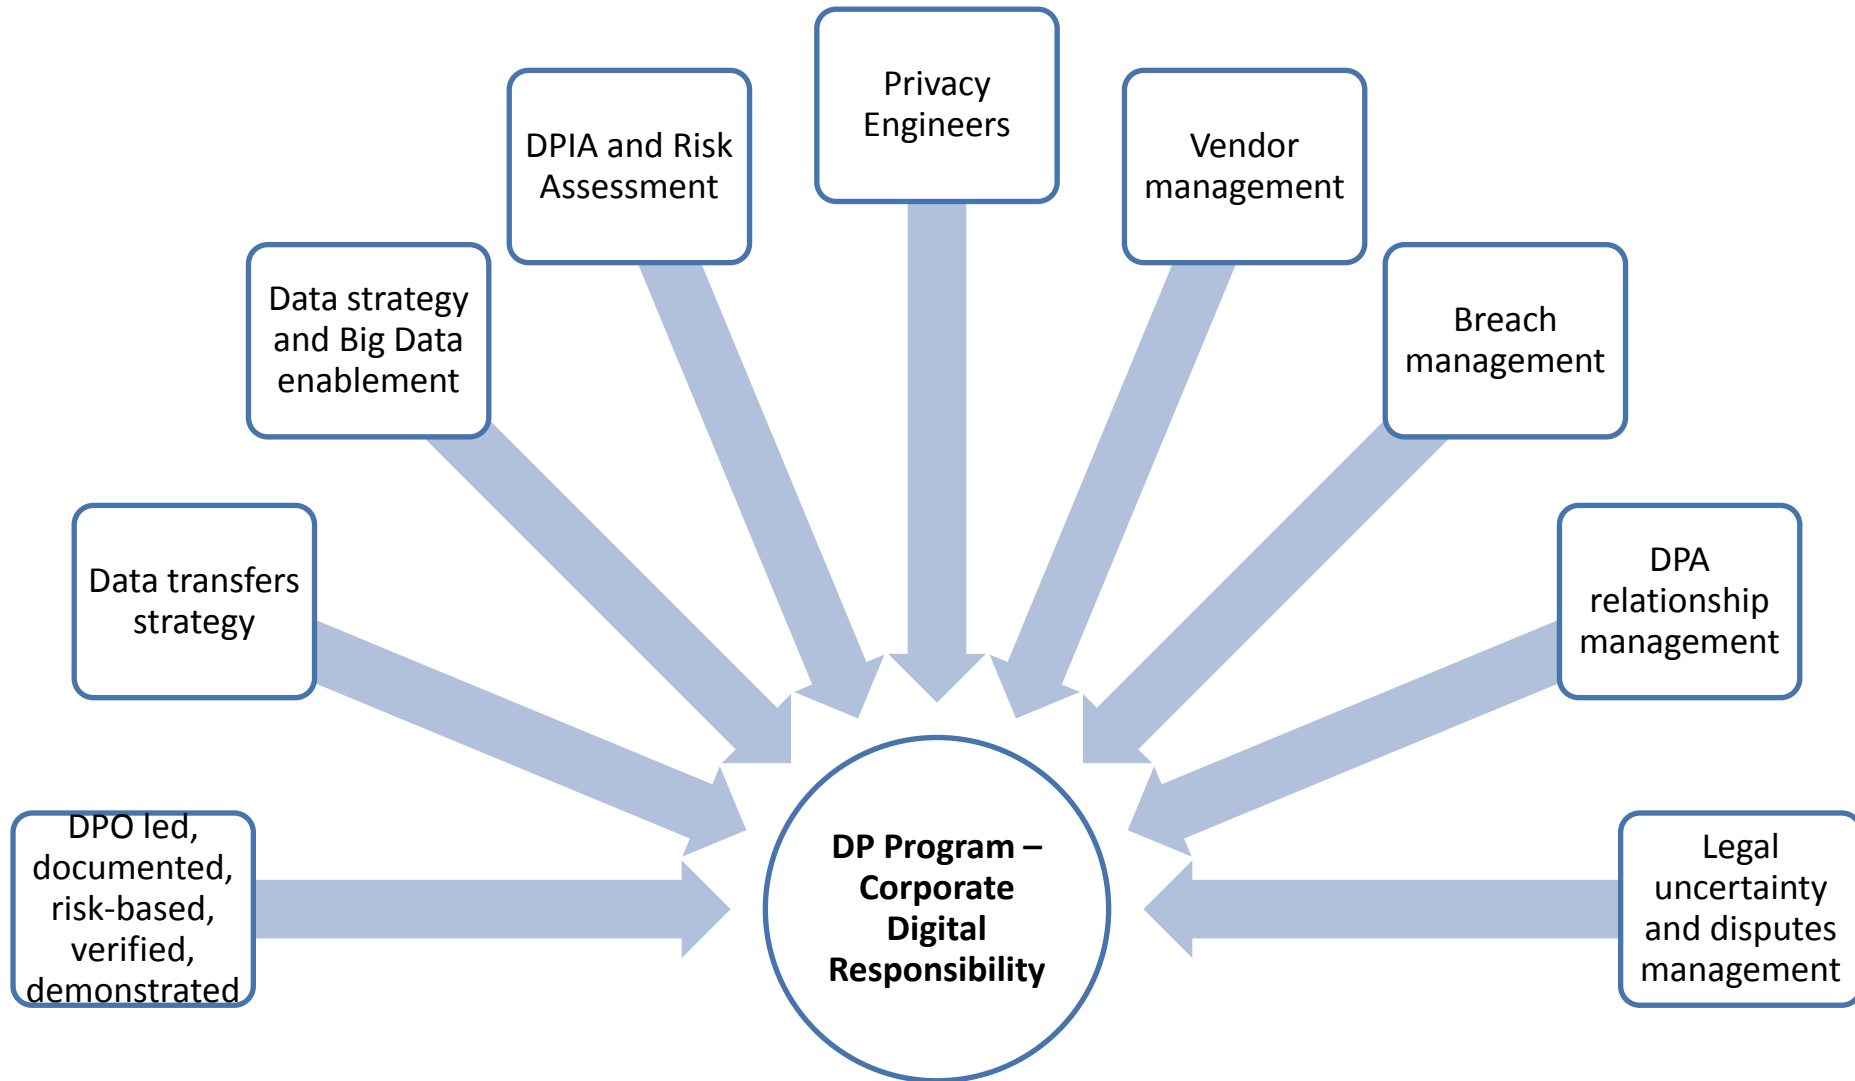 Privacy
Engineers
DPIA and Risk
Assessment
Vendor
management
Data strategy
and Big Data
enablement
Breach
management
Data transfers
strategy
DPA
relationship
management
DPO led,
documented,
risk-based,
verified,
demonstrated
DP Program –
Corporate
Digital
Responsibility
Legal
uncertainty
and disputes
management